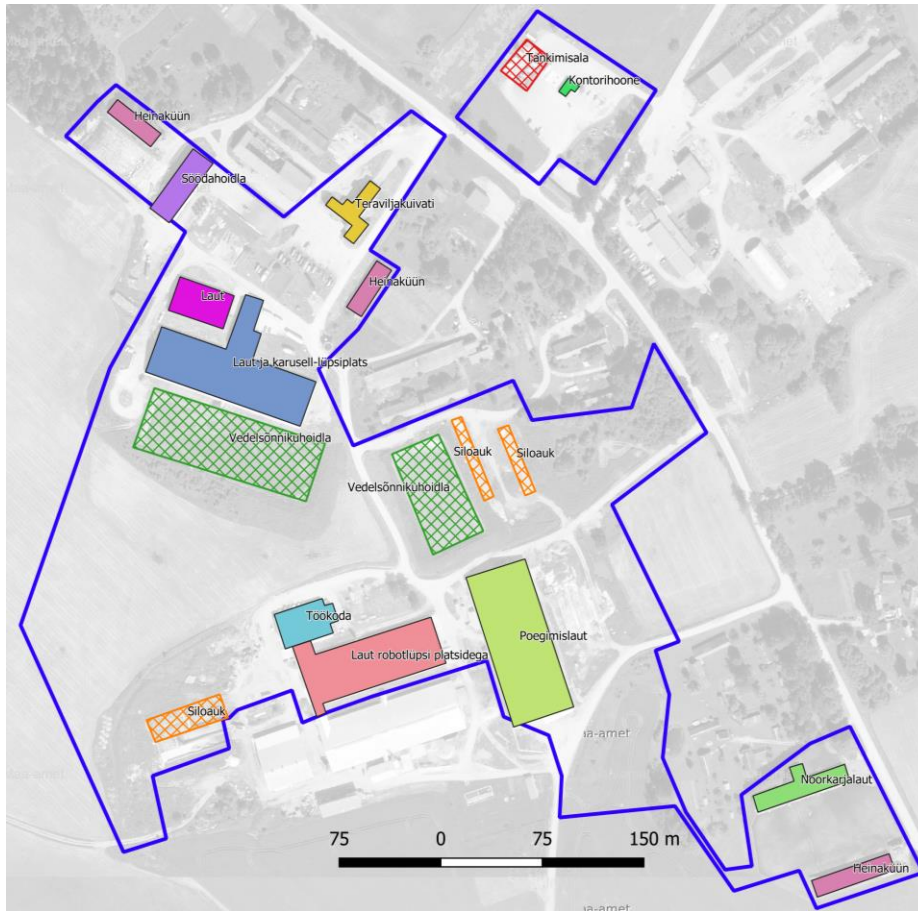 Tankimisala
Kontorihoone
Heinaküün
Söödahoidla
Teraviljakuivati
Heinaküün
Laut
Laut ja karusell-lüpsiplats
Vedelsõnnikuhoidla
Siloauk
Siloauk
Vedelsõnnikuhoidla
Töökoda
Poegimislaut
Laut robotlüpsi platsidega
Siloauk
Noorkarjalaut
Heinaküün
75 0 75 150 m